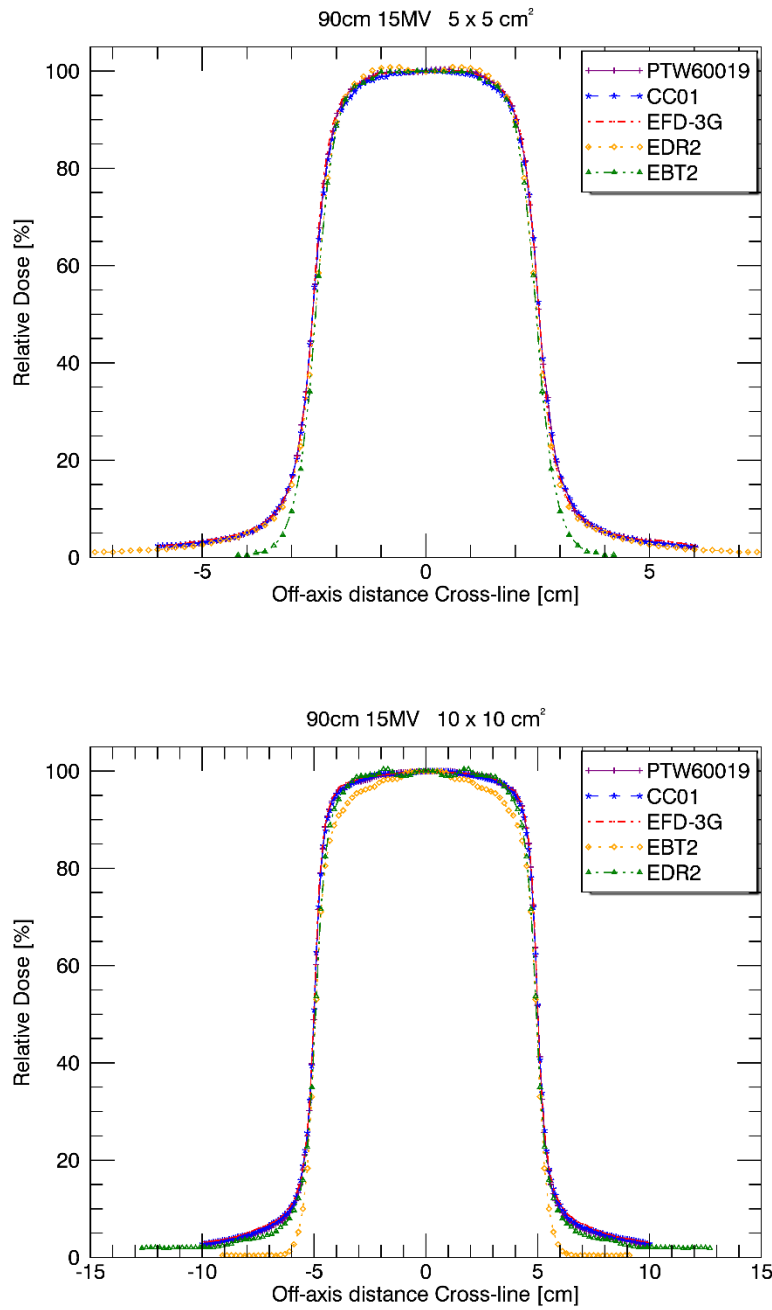 90cm 15MV 5 x 5 cm²
100
80
60
40
20
0
Relative Dose [%]
PTW60019
CC01
EFD-3G
EDR2
EBT2
-5 0 5
Off-axis distance Cross-line [cm]
90cm 15MV 10 x 10 cm²
100
80
60
40
20
0
Relative Dose [%]
PTW60019
CC01
EFD-3G
EBT2
EDR2
-15 -10 -5 0 5 10 15
Off-axis distance Cross-line [cm]